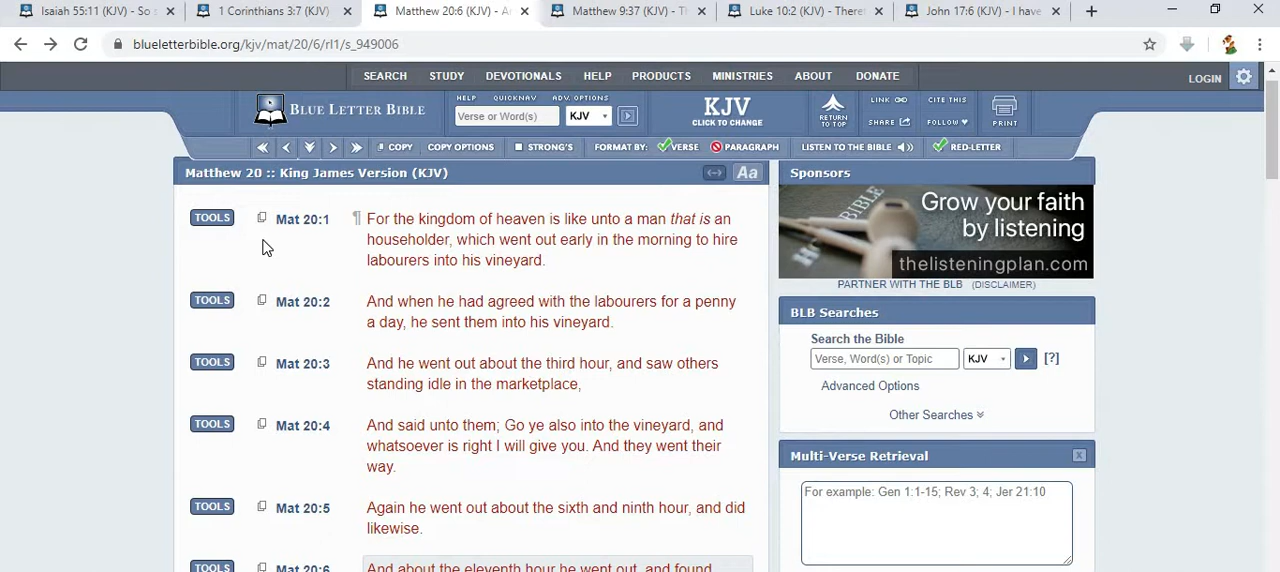 Isaiah 55:11 (KJV) - So s
1 Corinthians 3:7 (KJV)
Matthew 20:6 (KJV) - A
Matthew 9:37 (KJV) - Th
Luke 10:2 (KJV) - Theref
John 17:6 (KJV) - I have
blueletterbible.org/kjv/mat/20/6/rl1/s_949006
SEARCH STUDY DEVOTIONALS HELP PRODUCTS MINISTRIES ABOUT DONATE
LOGIN
BLUE LETTER BIBLE
HELP QUICKNAV ADV. OPTIONS
Verse or Word(s) KJV
KJV
CLICK TO CHANGE
RETURN
TO TOP
LINK CITE THIS
SHARE FOLLOW
PRINT
COPY COPY OPTIONS STRONG'S FORMAT BY: VERSE PARAGRAPH LISTEN TO THE BIBLE RED-LETTER
Matthew 20 :: King James Version (KJV)
Aa
TOOLS Mat 20:1 ¶ For the kingdom of heaven is like unto a man that is an
householder, which went out early in the morning to hire
labourers into his vineyard.
TOOLS Mat 20:2 And when he had agreed with the labourers for a penny
a day, he sent them into his vineyard.
TOOLS Mat 20:3 And he went out about the third hour, and saw others
standing idle in the marketplace,
TOOLS Mat 20:4 And said unto them; Go ye also into the vineyard, and
whatsoever is right I will give you. And they went their
way.
TOOLS Mat 20:5 Again he went out about the sixth and ninth hour, and did
likewise.
TOOLS Mat 20:6 And about the eleventh hour he went out, and found
Sponsors
BIBLE
Grow your faith
by listening
thelisteningplan.com
PARTNER WITH THE BLB (DISCLAIMER)
BLB Searches
Search the Bible
Verse, Word(s) or Topic KJV [?]
Advanced Options
Other Searches
Multi-Verse Retrieval x
For example: Gen 1:1-15; Rev 3; 4; Jer 21:10